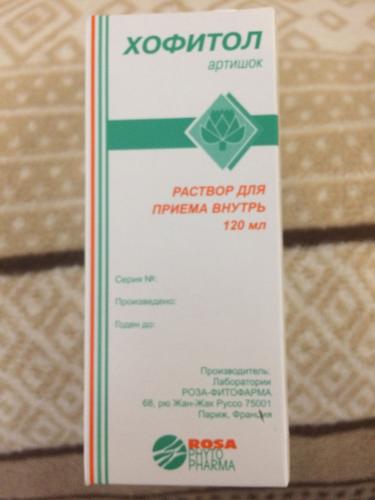 ХОФИТОЛ
артишок
РАСТВОР ДЛЯ
ПРИЕМА ВНУТРЬ
120 мл
Серия №:
Произведено:
Годен до:
Производитель:
Лаборатории
РОЗА-ФИТОФАРМА
68, рю Жан-Жак Руссо 75001
Париж, Франция
ROSA
PHYTO
PHARMA